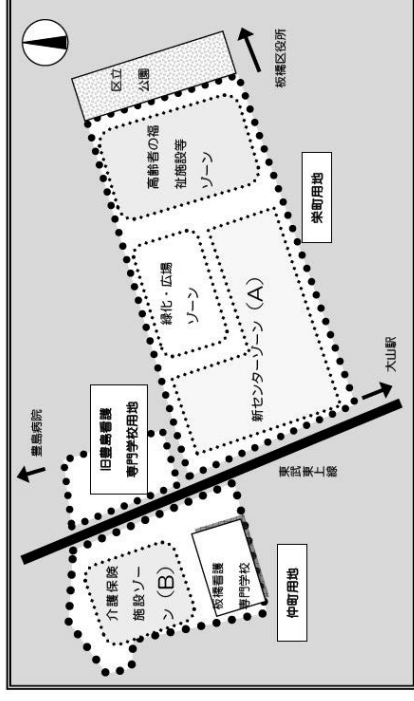 豊島病院
旧豊島看護
専門学校用地
介護保険
施設ゾー
ン（B）
板橋看護
専門学校
仲町用地
東武東上線
大山駅
新センターゾーン（A）
緑化・広場
ゾーン
栄町用地
高齢者の福
祉施設等
ゾーン
区立
公園
板橋区役所